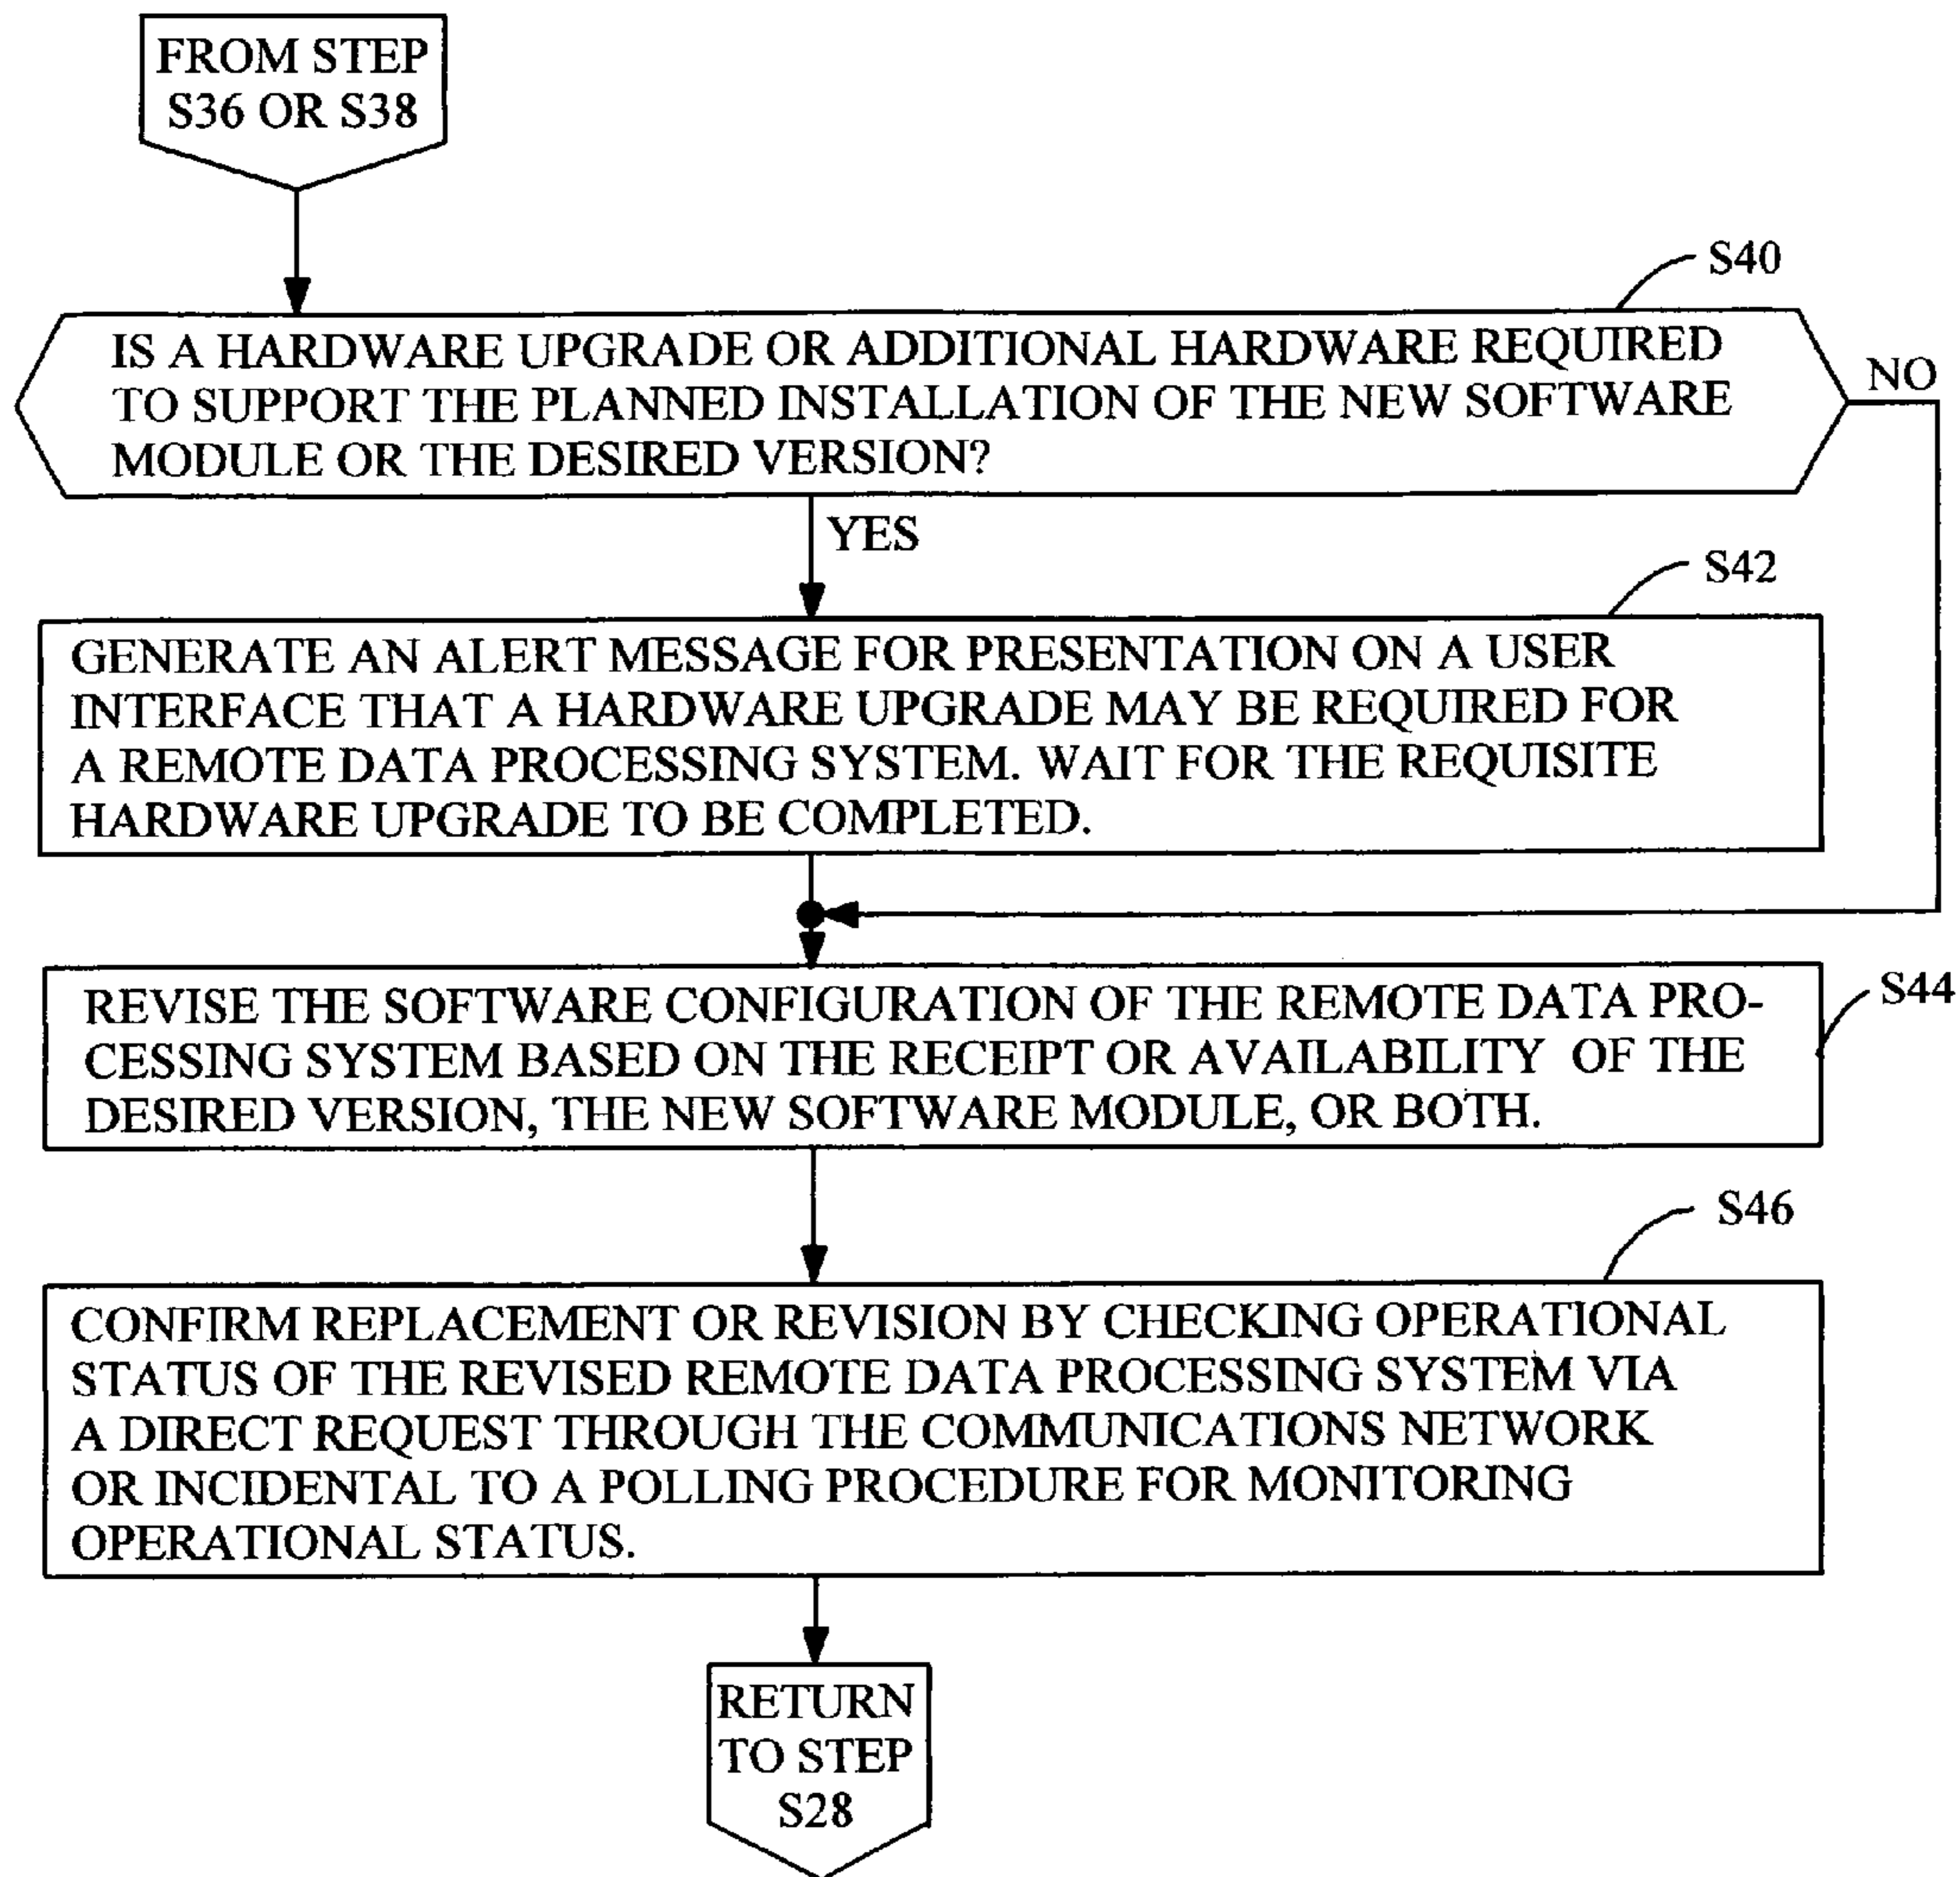 FROM STEP
S36 OR S38
S40
IS A HARDWARE UPGRADE OR ADDITIONAL HARDWARE REQUIRED
TO SUPPORT THE PLANNED INSTALLATION OF THE NEW SOFTWARE
MODULE OR THE DESIRED VERSION?
NO
YES
S42
GENERATE AN ALERT MESSAGE FOR PRESENTATION ON A USER
INTERFACE THAT A HARDWARE UPGRADE MAY BE REQUIRED FOR
A REMOTE DATA PROCESSING SYSTEM. WAIT FOR THE REQUISITE
HARDWARE UPGRADE TO BE COMPLETED.
S44
REVISE THE SOFTWARE CONFIGURATION OF THE REMOTE DATA PRO-
CESSING SYSTEM BASED ON THE RECEIPT OR AVAILABILITY OF THE
DESIRED VERSION, THE NEW SOFTWARE MODULE, OR BOTH.
S46
CONFIRM REPLACEMENT OR REVISION BY CHECKING OPERATIONAL
STATUS OF THE REVISED REMOTE DATA PROCESSING SYSTEM VIA
A DIRECT REQUEST THROUGH THE COMMUNICATIONS NETWORK
OR INCIDENTAL TO A POLLING PROCEDURE FOR MONITORING
OPERATIONAL STATUS.
RETURN
TO STEP
S28